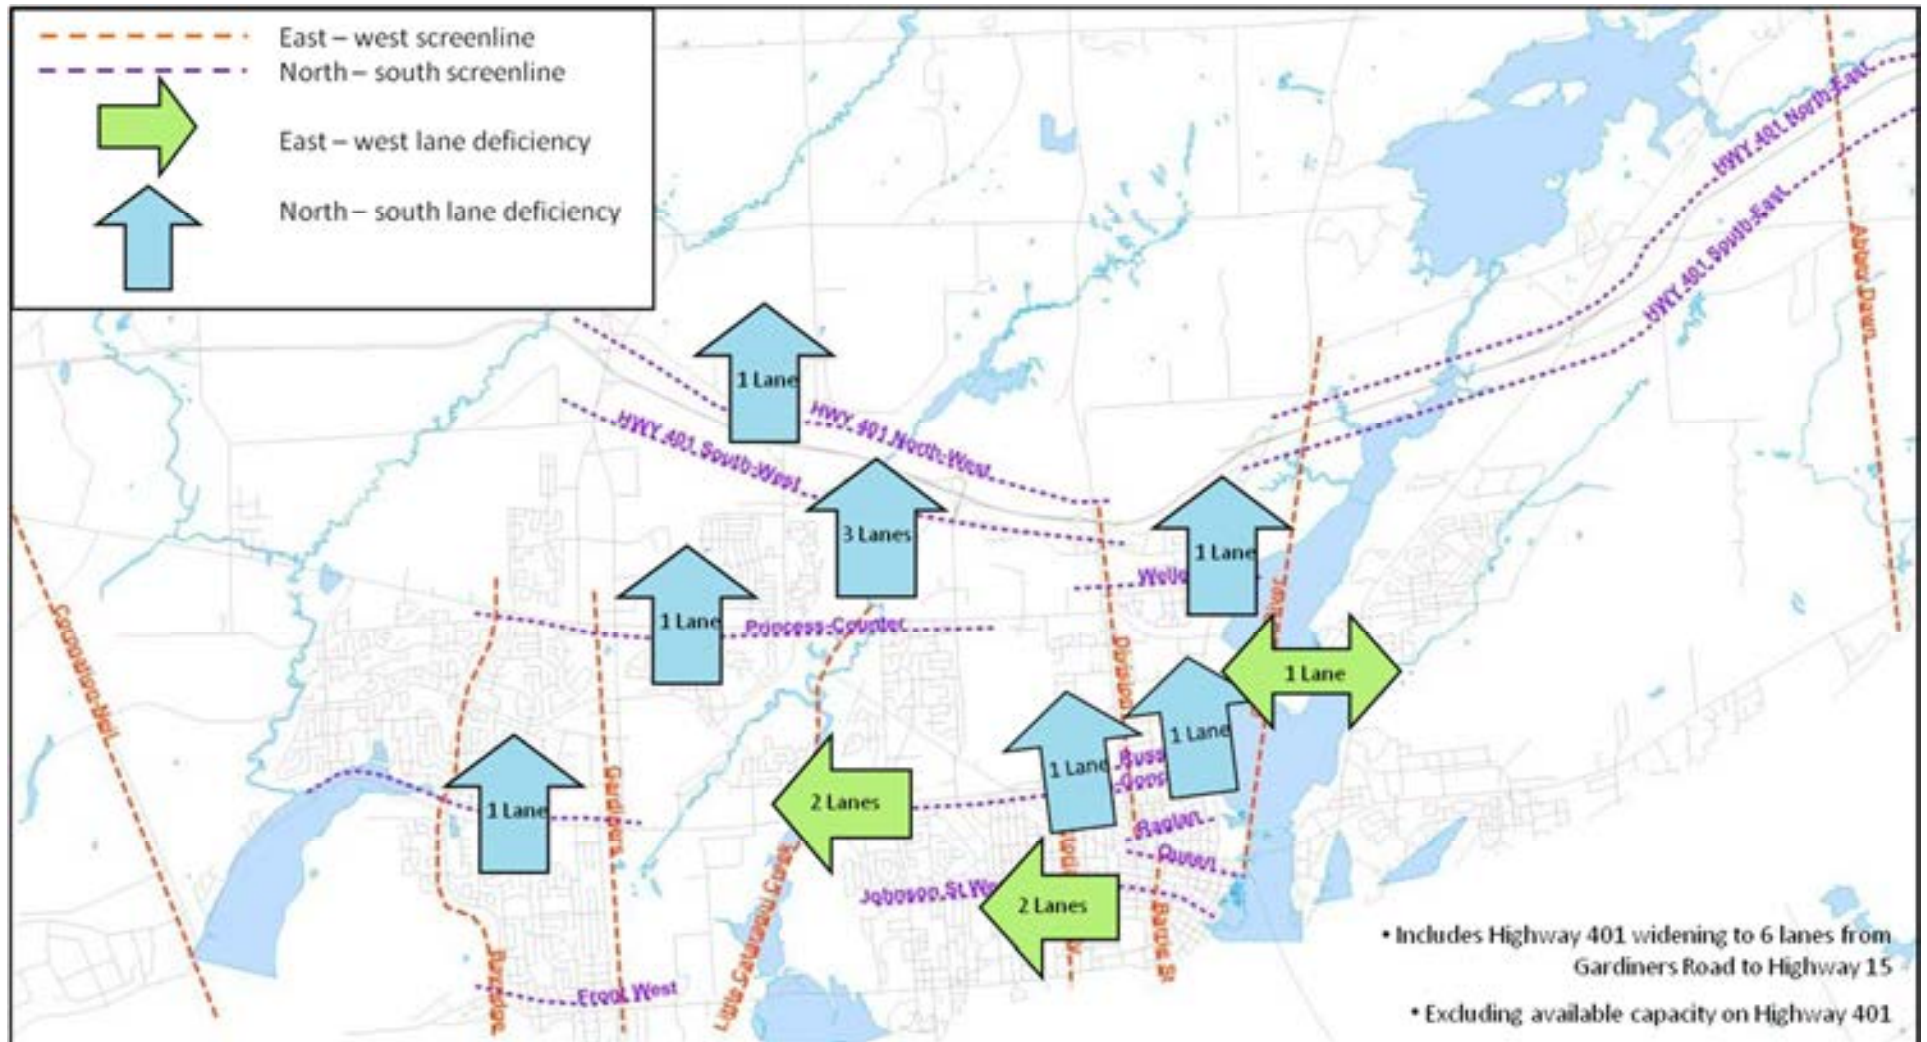 East – west screenline
North – south screenline
East – west lane deficiency
North – south lane deficiency
HWY 401 North-East
HWY 401 South-East
Abbey Dawn
1 Lane
HWY 401 North-West
HWY 401 South-West
3 Lanes
1 Lane
1 Lane
Princess-Counter
Coronation-Neil
1 Lane
1 Lane
1 Lane
2 Lanes
1 Lane
Gardiners
Raglan
Queen
Johnson St
2 Lanes
Little Cataraqui Creek
Front West
• Includes Highway 401 widening to 6 lanes from
Gardiners Road to Highway 15
• Excluding available capacity on Highway 401